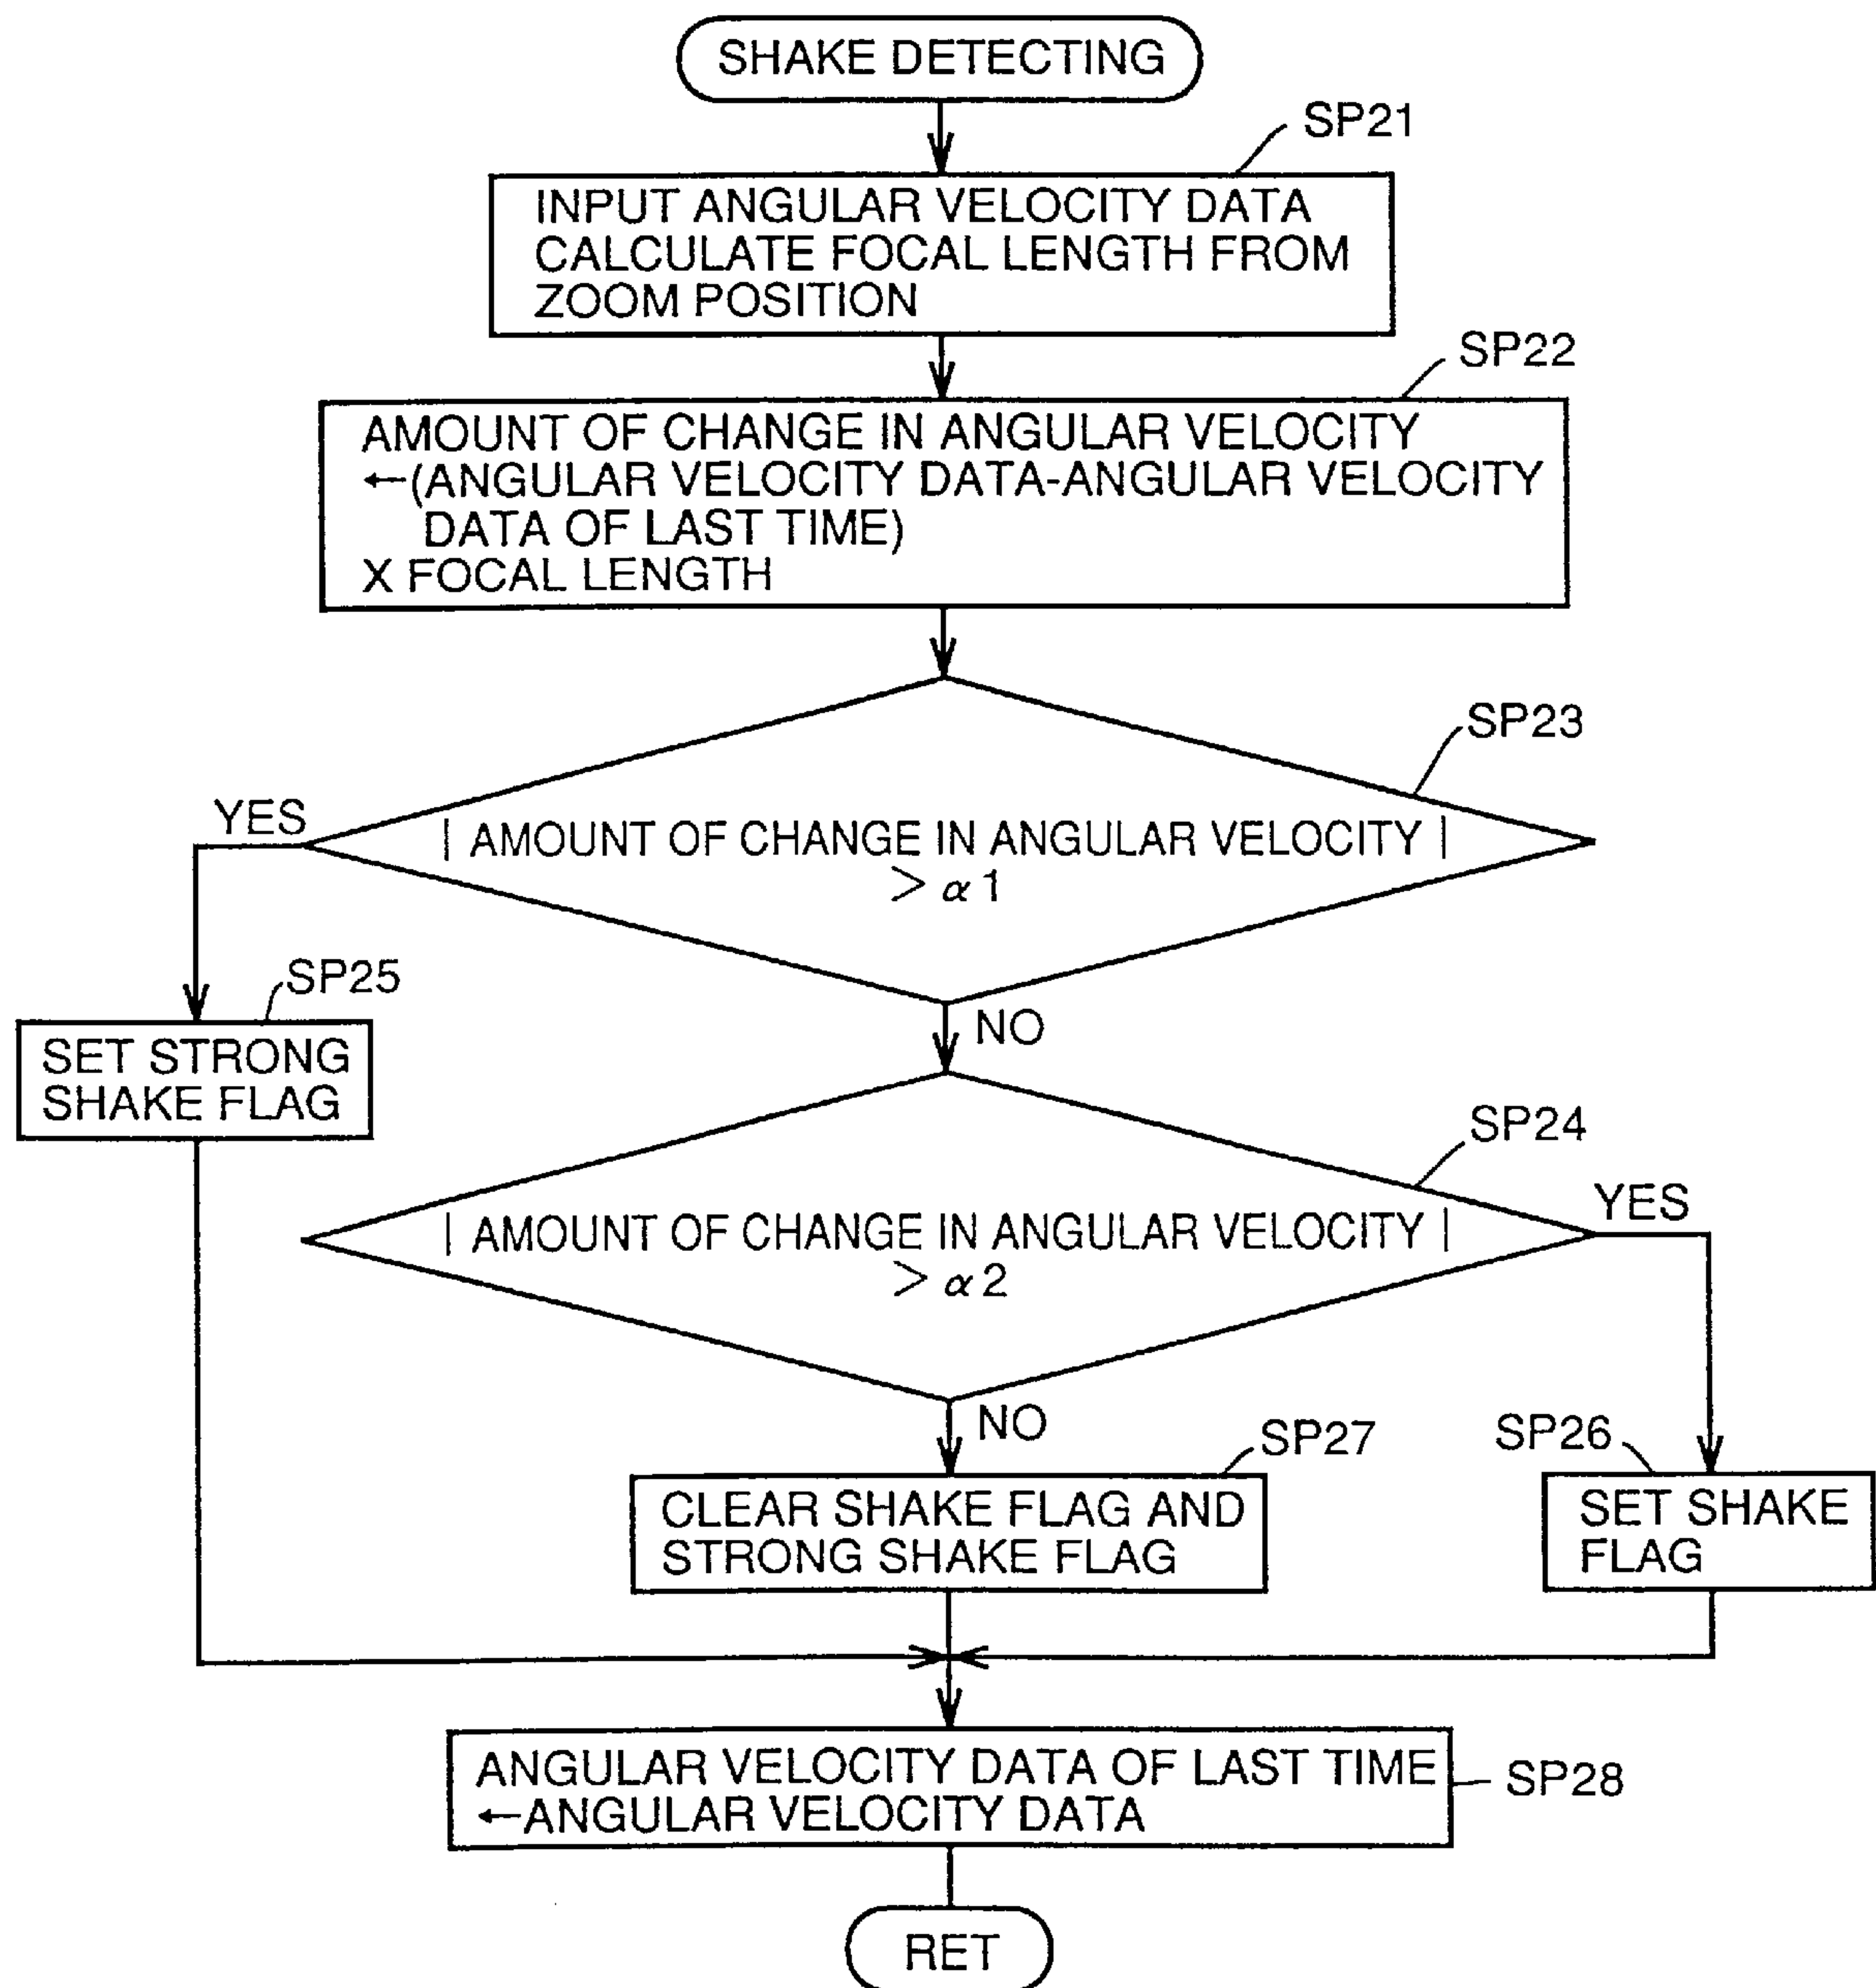 SHAKE DETECTING
SP21
INPUT ANGULAR VELOCITY DATA
CALCULATE FOCAL LENGTH FROM
ZOOM POSITION
SP22
AMOUNT OF CHANGE IN ANGULAR VELOCITY
←(ANGULAR VELOCITY DATA-ANGULAR VELOCITY
DATA OF LAST TIME)
X FOCAL LENGTH
SP23
YES
| AMOUNT OF CHANGE IN ANGULAR VELOCITY |
> α 1
SP25
NO
SET STRONG
SHAKE FLAG
SP24
YES
| AMOUNT OF CHANGE IN ANGULAR VELOCITY |
> α 2
NO
SP27
SP26
CLEAR SHAKE FLAG AND
STRONG SHAKE FLAG
SET SHAKE
FLAG
ANGULAR VELOCITY DATA OF LAST TIME
←ANGULAR VELOCITY DATA
SP28
RET